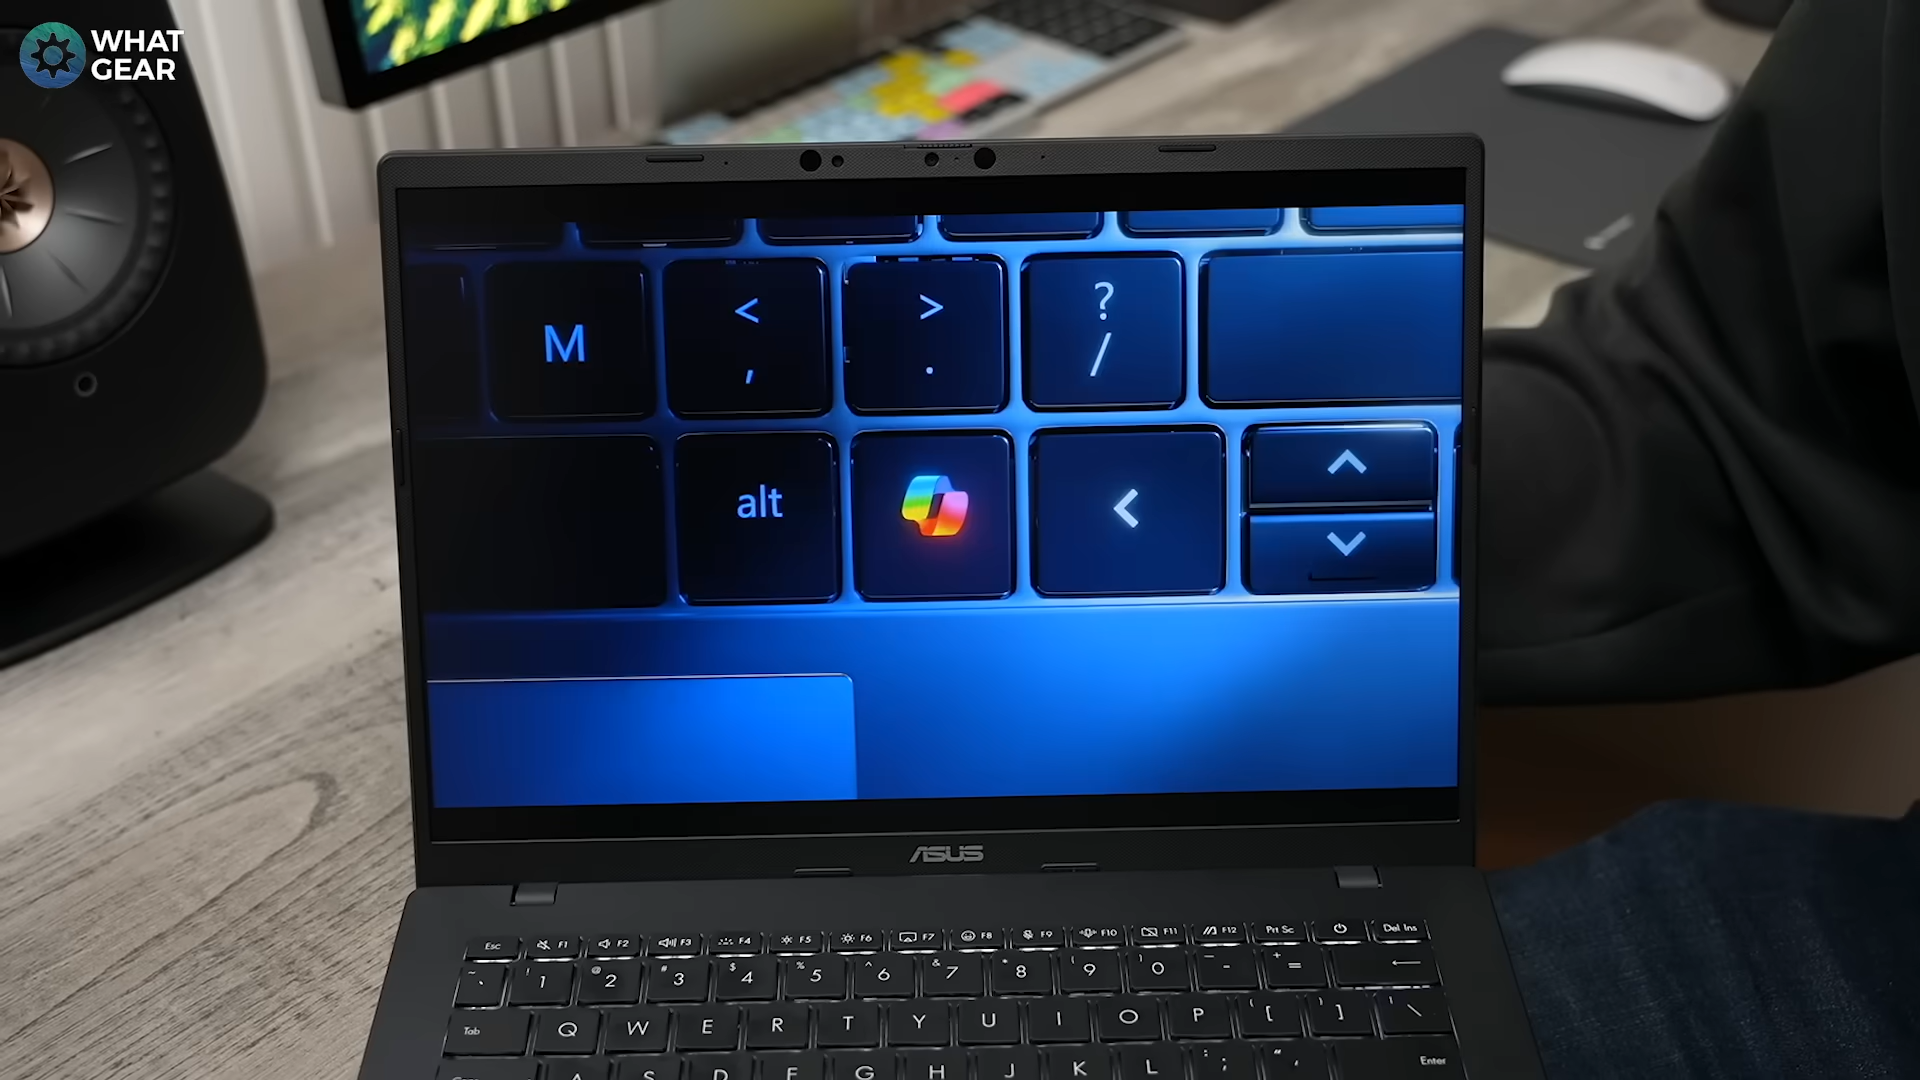 WHAT
GEAR
M
<
,
>
.
?
/
alt
ASUS
Esc F1 F2 F3 F4 F5 F6 F7 F8 F9 F10 F11 F12 Prt Sc Del Ins
~ ` ! 1 @ 2 # 3 $ 4 % 5 ^ 6 & 7 * 8 ( 9 ) 0 _ - + =
Tab Q W E R T Y U I O P { [ } ] | \
A S D F G H J K L : ; " ' Enter